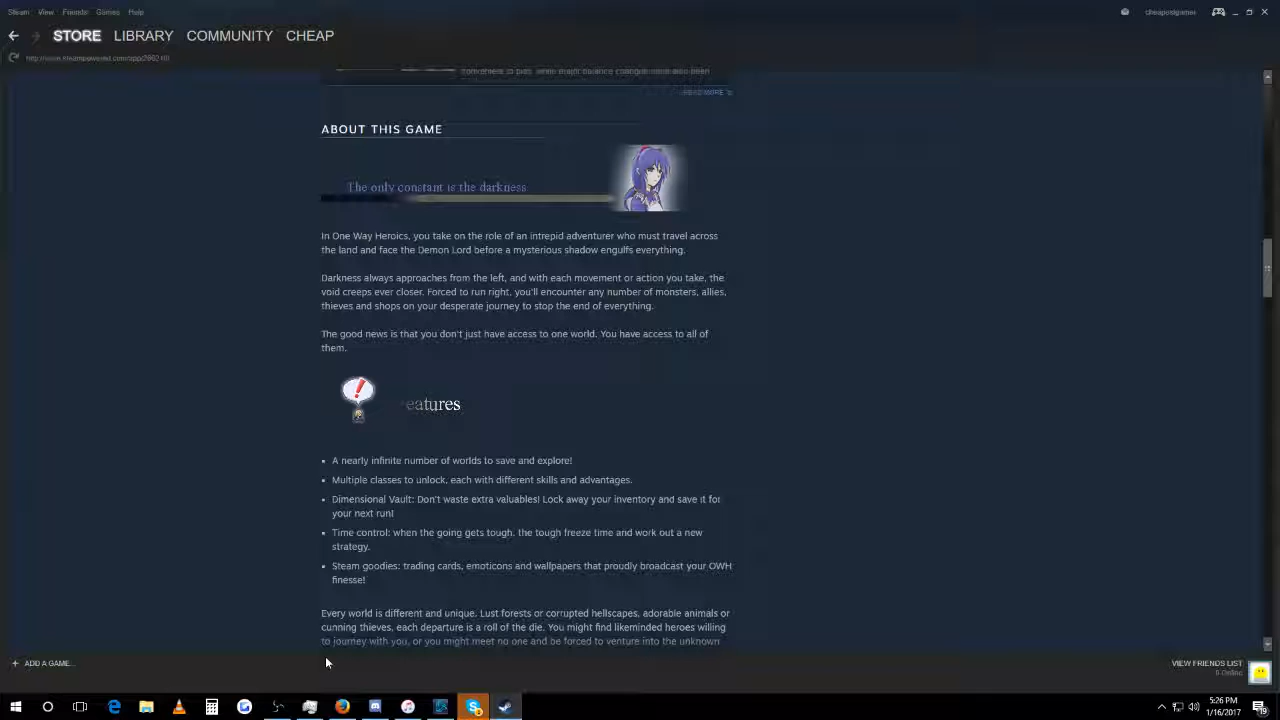 Steam View Friends Games Help
cheapestgamer
STORE LIBRARY COMMUNITY CHEAP
READ MORE
ABOUT THIS GAME
The only constant is the darkness
In One Way Heroics, you take on the role of an intrepid adventurer who must travel across
the land and face the Demon Lord before a mysterious shadow engulfs everything.
Darkness always approaches from the left, and with each movement or action you take, the
void creeps ever closer. Forced to run right, you'll encounter any number of monsters, allies,
thieves and shops on your desperate journey to stop the end of everything.
The good news is that you don't just have access to one world. You have access to all of
them.
eatures
A nearly infinite number of worlds to save and explore!
Multiple classes to unlock, each with different skills and advantages.
Dimensional Vault: Don't waste extra valuables! Lock away your inventory and save it for
your next run!
Time control: when the going gets tough, the tough freeze time and work out a new
strategy.
Steam goodies: trading cards, emoticons and wallpapers that proudly broadcast your OWH
finesse!
Every world is different and unique. Lust forests or corrupted hellscapes, adorable animals or
cunning thieves, each departure is a roll of the die. You might find likeminded heroes willing
to journey with you, or you might meet no one and be forced to venture into the unknown
+ ADD A GAME...
VIEW FRIENDS LIST
Online
5:26 PM
1/16/2017